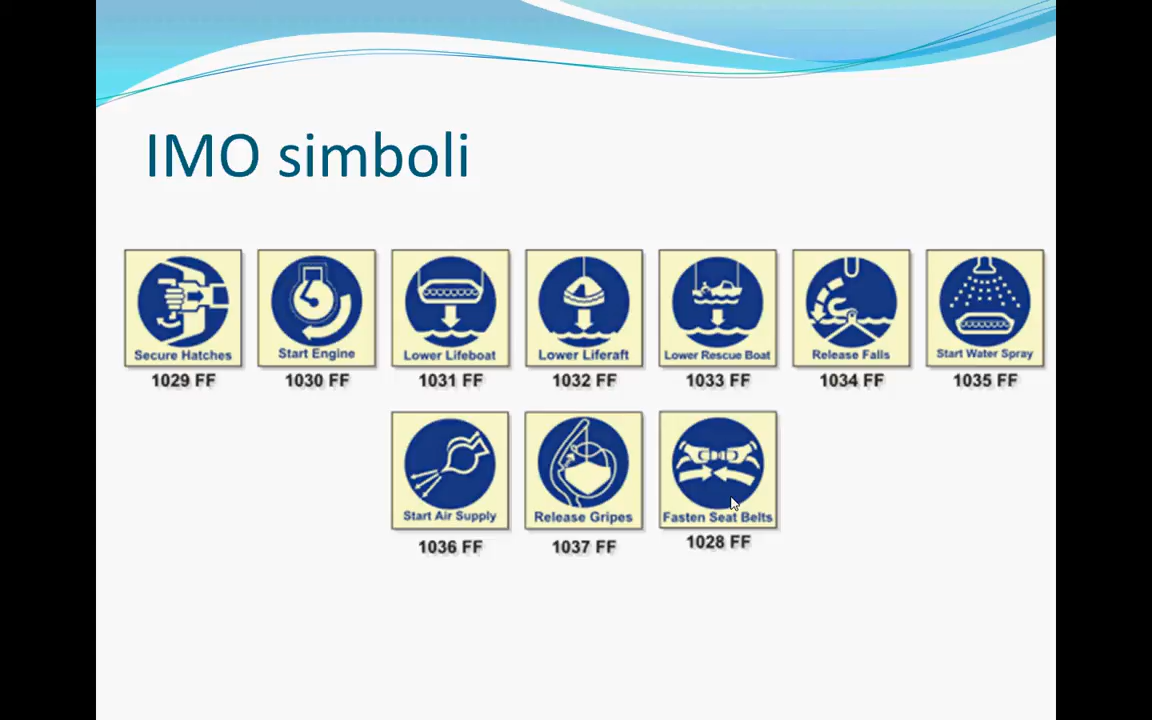 IMO simboli
Secure Hatches
Start Engine
Lower Lifeboat
Lower Liferaft
Lower Rescue Boat
Release Falls
Start Water Spray
1029 FF
1030 FF
1031 FF
1032 FF
1033 FF
1034 FF
1035 FF
Start Air Supply
Release Gripes
Fasten Seat Belts
1036 FF
1037 FF
1028 FF